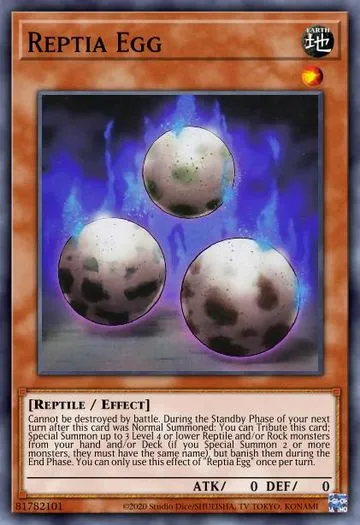 REPTIA EGG
EARTH
地
[REPTILE / EFFECT]
Cannot be destroyed by battle. During the Standby Phase of your next
turn after this card was Normal Summoned: You can Tribute this card;
Special Summon up to 3 Level 4 or lower Reptile and/or Rock monsters
from your hand and/or Deck (if you Special Summon 2 or more
monsters, they must have the same name), but banish them during the
End Phase. You can only use this effect of "Reptia Egg" once per turn.
ATK/ 0 DEF/ 0
81782101 ©2020 Studio Dice/SHUEISHA, TV TOKYO, KONAMI